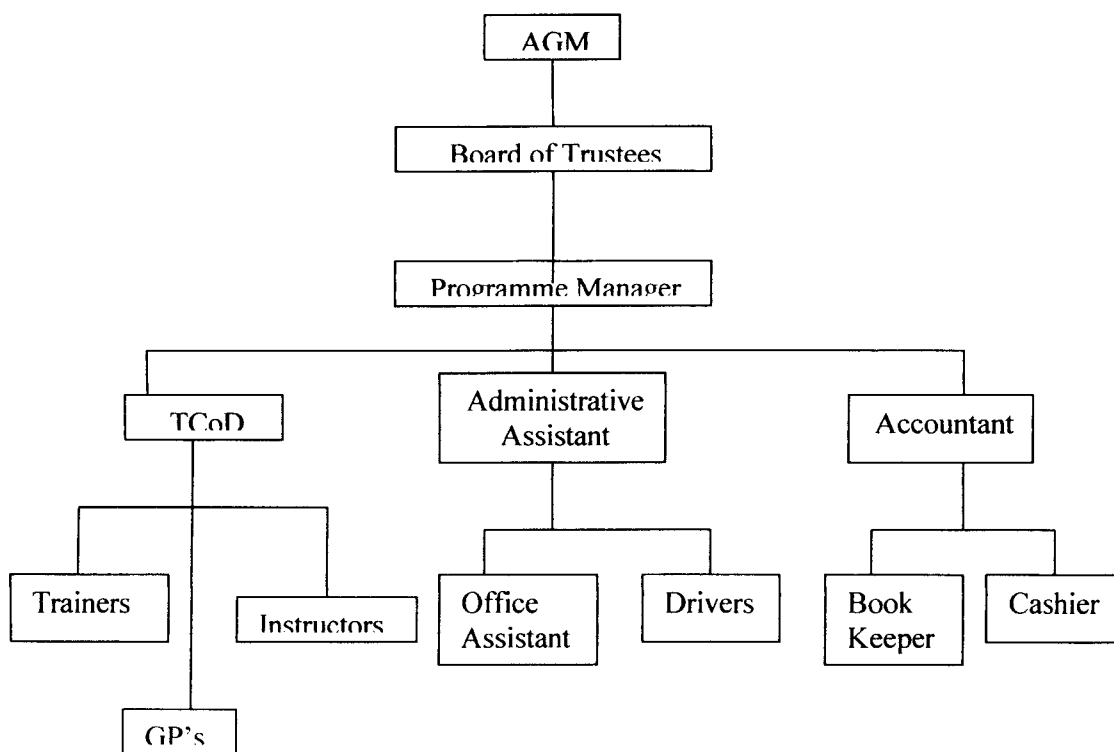 AGM
Board of Trustees
Programme Manager
TCoD
Administrative
Assistant
Accountant
Trainers
Instructors
Office
Assistant
Drivers
Book
Keeper
Cashier
GP's